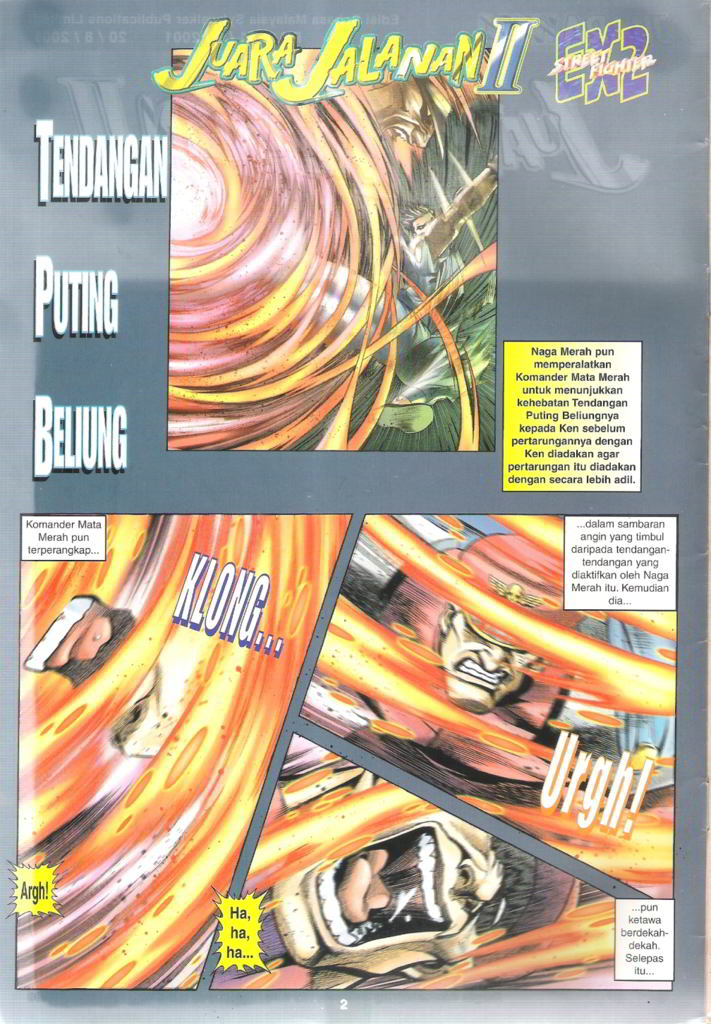 JUARA JALANAN II
STREET FIGHTER
EX2
TENDANGAN
PUTING
BELIUNG
Naga Merah pun
memperalatkan
Komander Mata Merah
untuk menunjukkan
kehebatan Tendangan
Puting Beliungnya
kepada Ken sebelum
pertarungannya dengan
Ken diadakan agar
pertarungan itu diadakan
dengan secara lebih adil.
Komander Mata
Merah pun
terperangkap...
KLONG...
Argh!
...dalam sambaran
angin yang timbul
daripada tendangan-
tendangan yang
diaktifkan oleh Naga
Merah itu. Kemudian
dia...
Urgh!
Ha,
ha,
ha...
...pun
ketawa
berdekah-
dekah.
Selepas
itu...
2